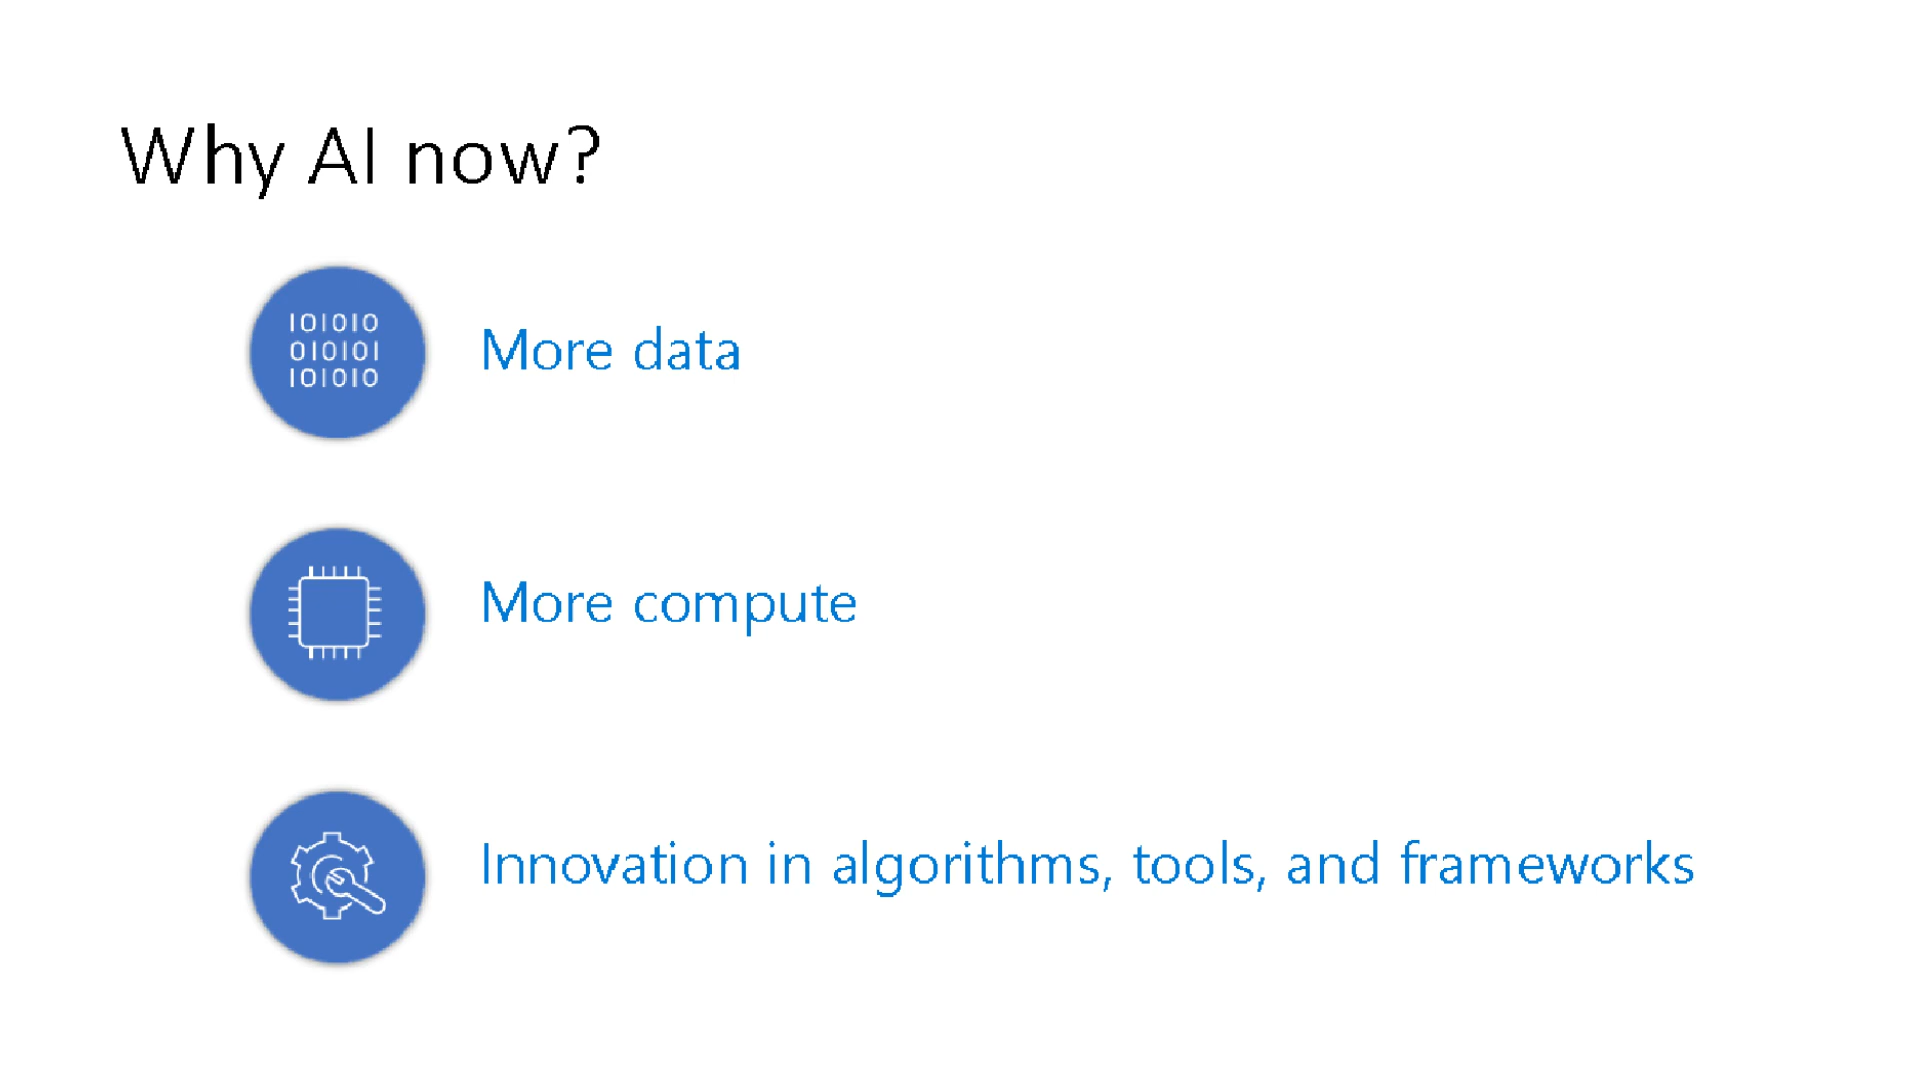 Why AI now?
101010
010101
101010
More data
More compute
Innovation in algorithms, tools, and frameworks